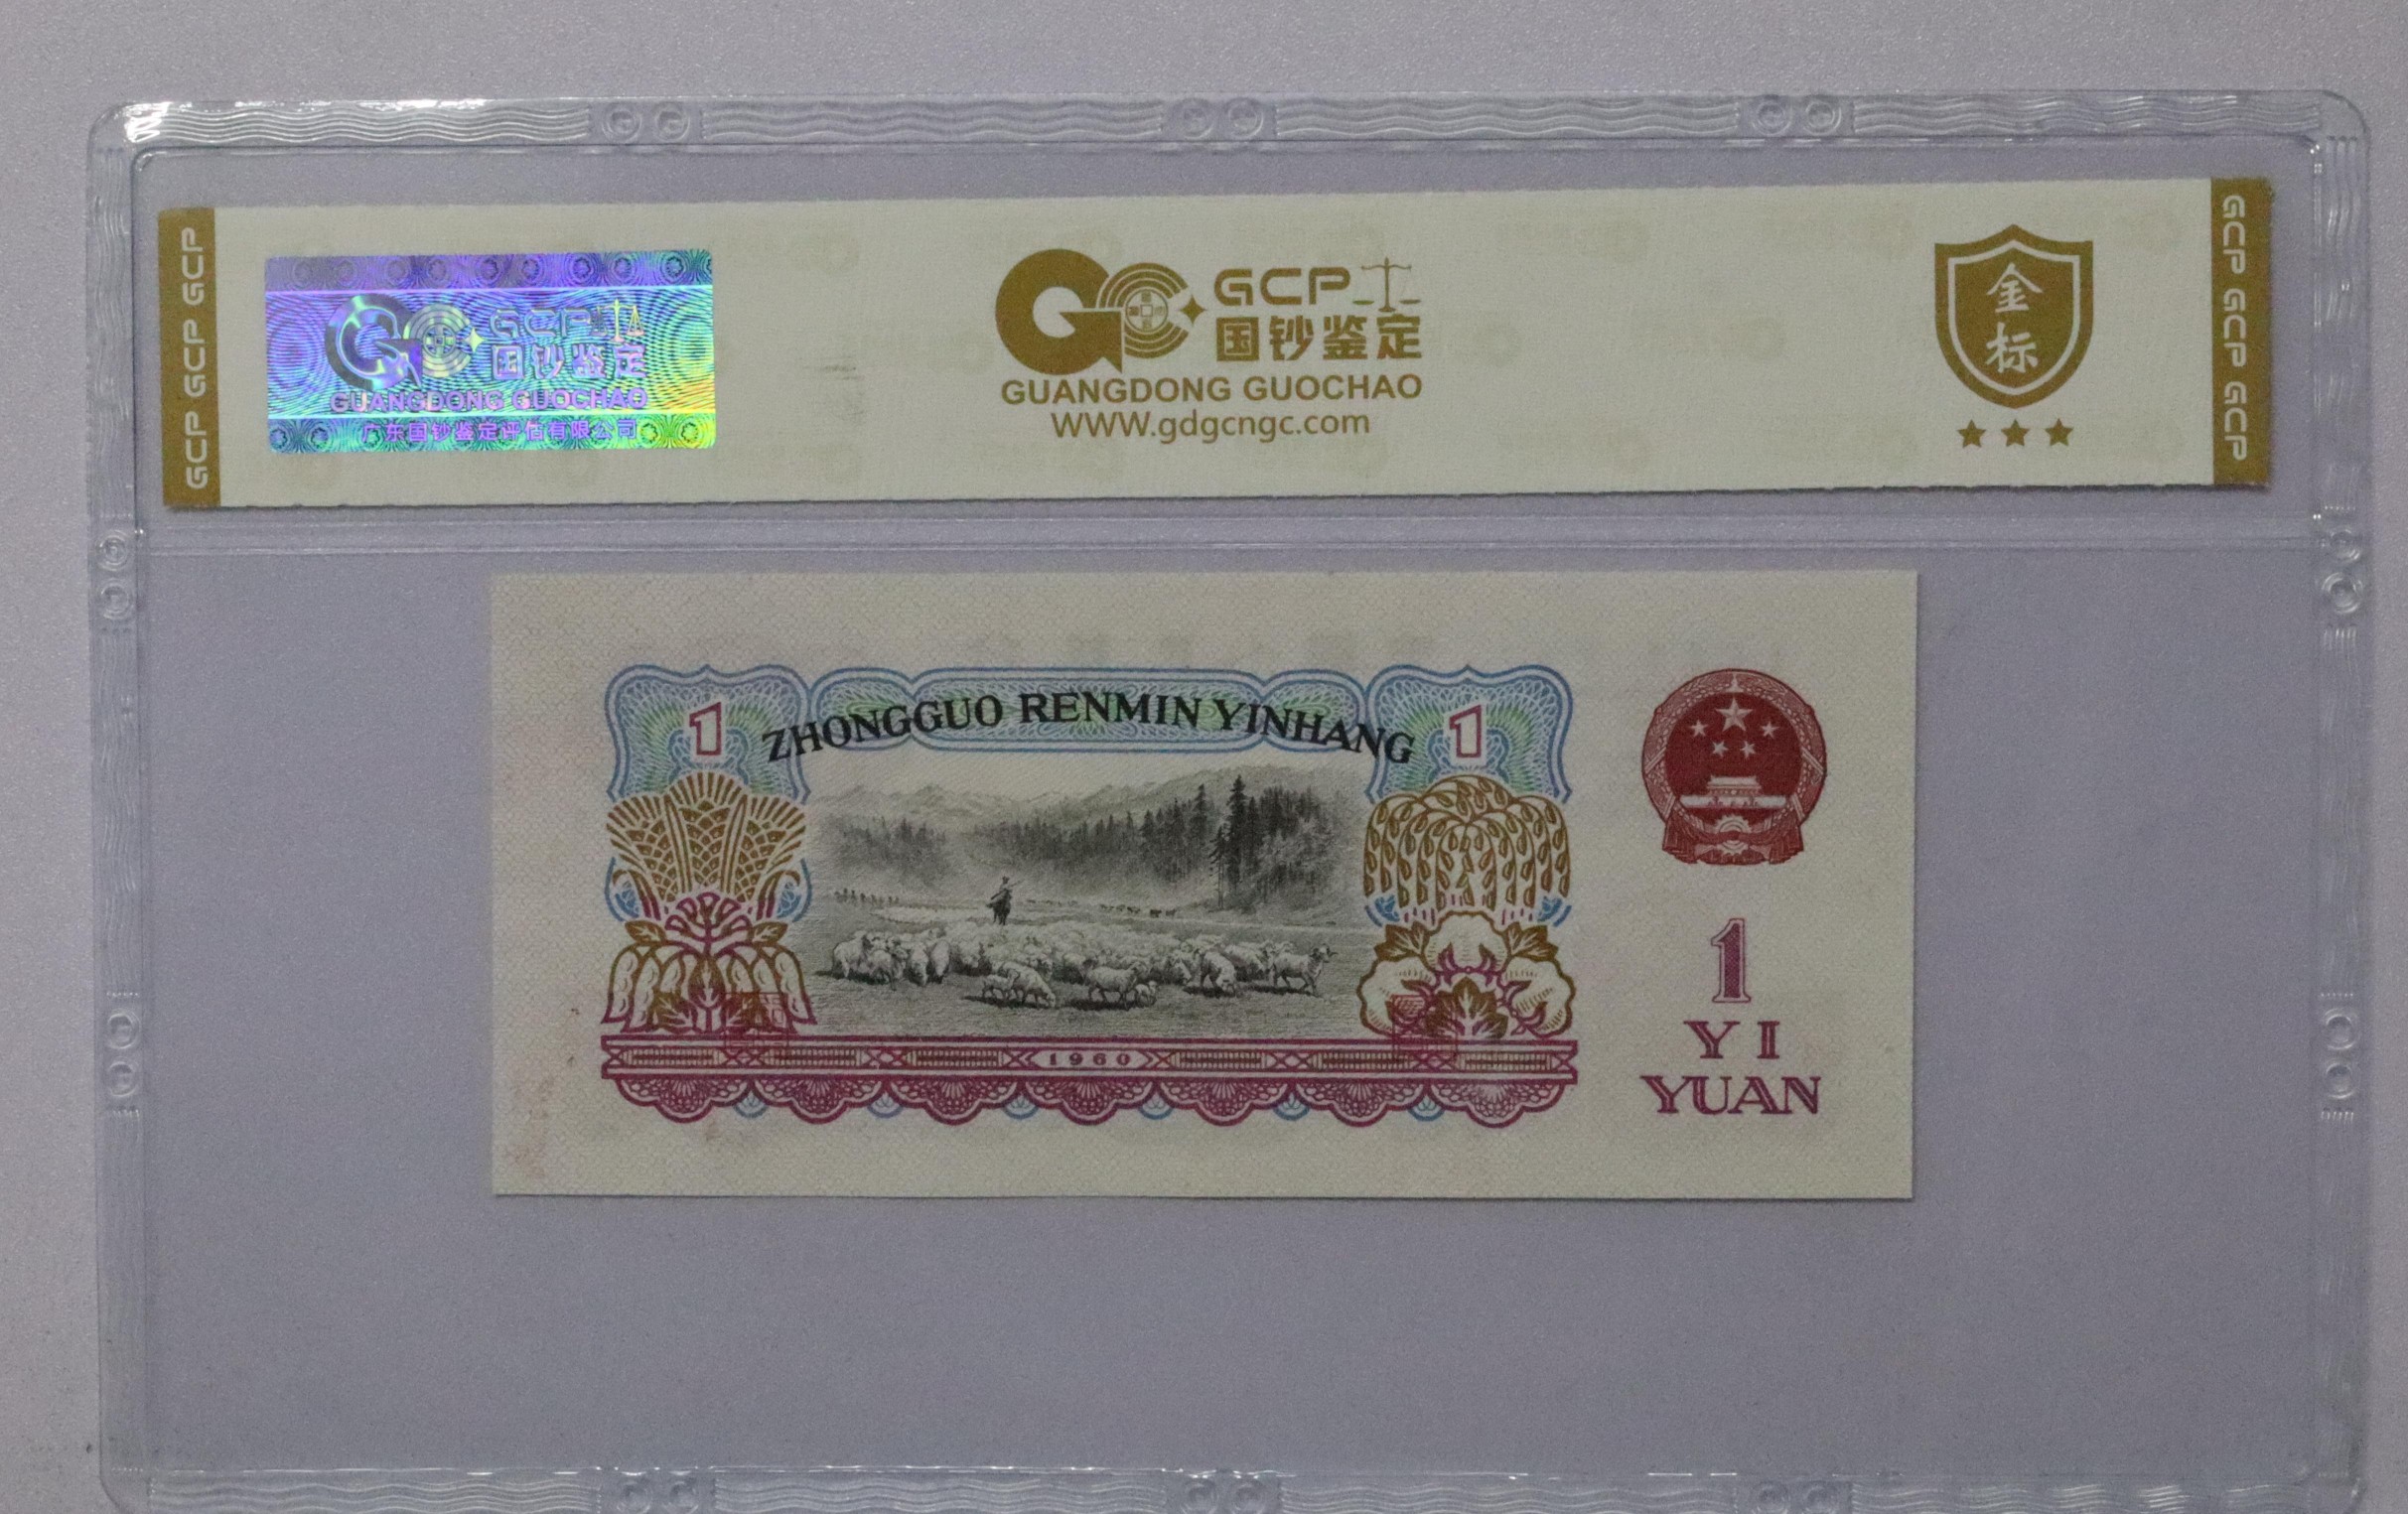 GCP GCP GCP
GCP
国钞鉴定
GUANGDONG GUOCHAO
广东国钞鉴定评估有限公司
GCP
国钞鉴定
GUANGDONG GUOCHAO
WWW.gdgcngc.com
金
标
GCP GCP GCP
1
ZHONGGUO RENMIN YINHANG
1
1960
1
YI
YUAN